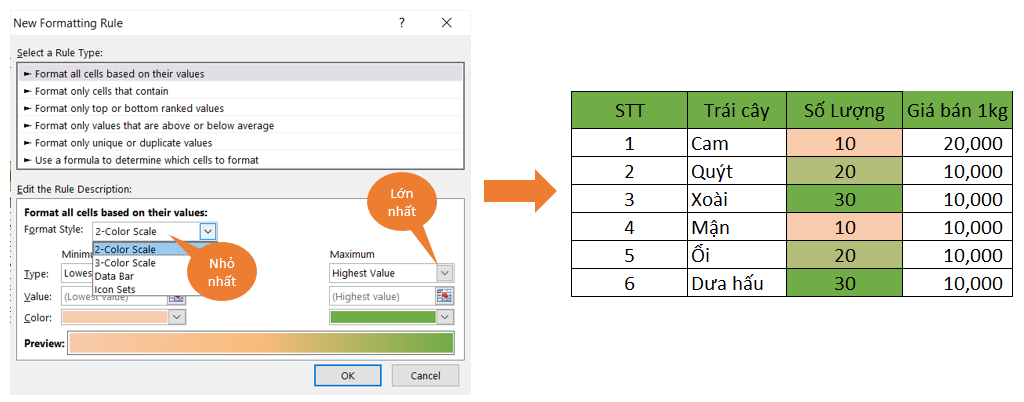 New Formatting Rule
Select a Rule Type:
► Format all cells based on their values
► Format only cells that contain
► Format only top or bottom ranked values
► Format only values that are above or below average
► Format only unique or duplicate values
► Use a formula to determine which cells to format
Edit the Rule Description:
Format all cells based on their values:
Format Style: 2-Color Scale
2-Color Scale
3-Color Scale
Data Bar
Icon Sets
Lớn
nhất
Nhỏ
nhất
Maximum
Type: Highest Value
Value: (Lowest value) (Highest value)
Color:
Preview:
OK Cancel
STT Trái cây Số Lượng Giá bán 1kg
1 Cam 10 20,000
2 Quýt 20 10,000
3 Xoài 30 10,000
4 Mận 10 10,000
5 Ổi 20 10,000
6 Dưa hấu 30 10,000